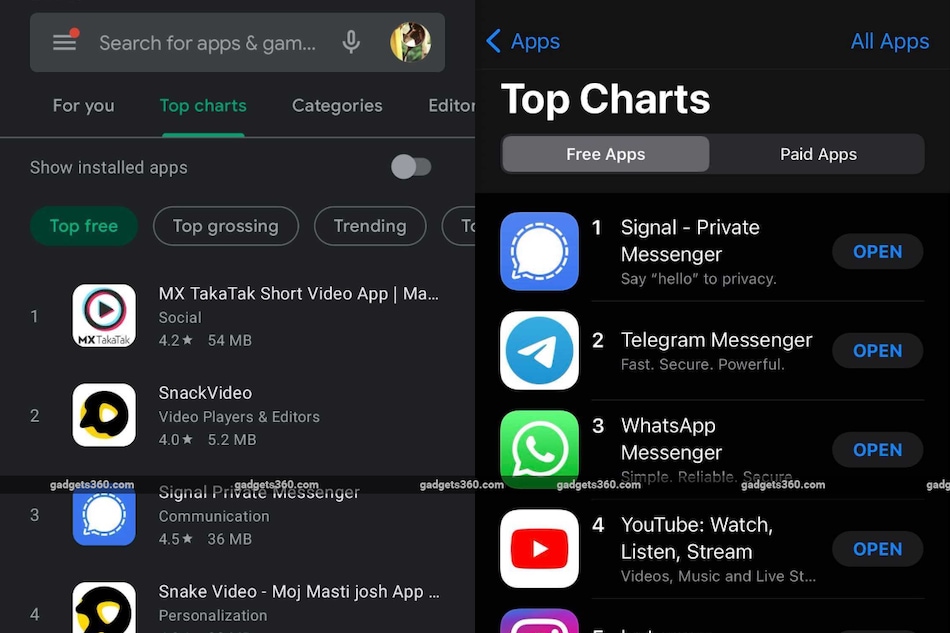 Search for apps & gam...
For you
Top charts
Categories
Editor
Show installed apps
Top free
Top grossing
Trending
To
1
MX TakaTak
MX TakaTak Short Video App | Ma...
Social
4.2★ 54 MB
2
SnackVideo
Video Players & Editors
4.0★ 5.2 MB
gadgets360.com
gadgets360.com
3
Signal Private Messenger
Communication
4.5★ 36 MB
4
Snake Video - Moj Masti josh App ...
Personalization
Apps
All Apps
Top Charts
Free Apps
Paid Apps
1
Signal - Private
Messenger
Say “hello” to privacy.
OPEN
2
Telegram Messenger
Fast. Secure. Powerful.
OPEN
3
WhatsApp
Messenger
Simple. Reliable. Secure.
OPEN
gadgets360.com
gadgets360.com
gadgets360.com
gadg
4
YouTube: Watch,
Listen, Stream
Videos, Music and Live St...
OPEN